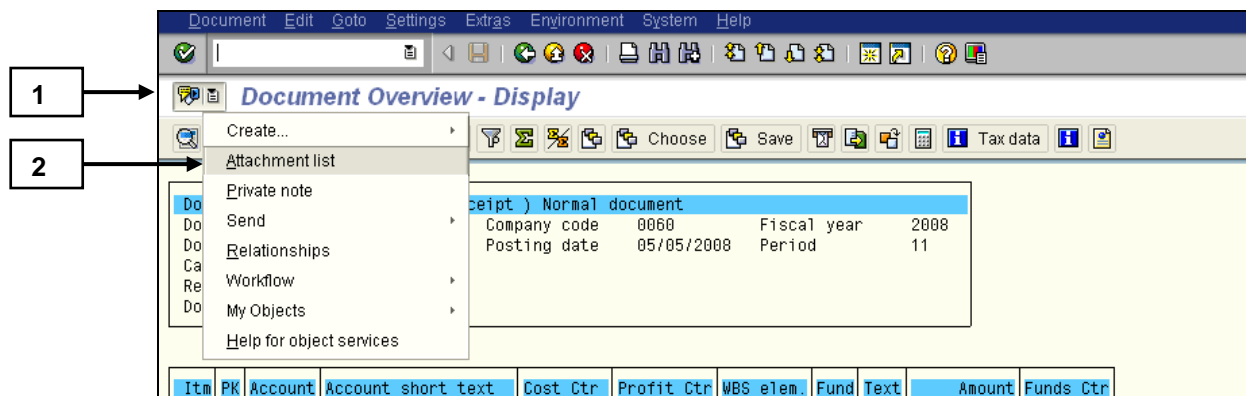 Document Edit Goto Settings Extras Environment System Help
1
Document Overview - Display
Create...
Choose Save Tax data
2
Attachment list
Private note
Do ceipt ) Normal document
Send
Do Company code 0060 Fiscal year 2008
Do Posting date 05/05/2008 Period 11
Relationships
Ca
Workflow
Re
My Objects
Do
Help for object services
Itm PK Account Account short text Cost Ctr Profit Ctr WBS elem. Fund Text Amount Funds Ctr